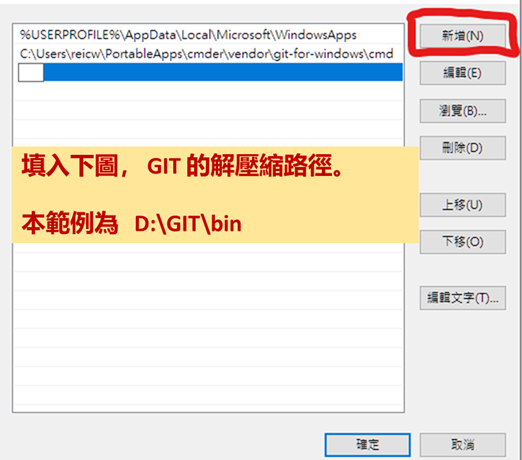 %USERPROFILE%\AppData\Local\Microsoft\WindowsApps
C:\Users\reicw\PortableApps\cmder\vendor\git-for-windows\cmd
新增(N)
編輯(E)
瀏覽(B)...
刪除(D)
填入下圖， GIT 的解壓縮路徑。
本範例為 D:\GIT\bin
上移(U)
下移(O)
編輯文字(T)...
確定
取消